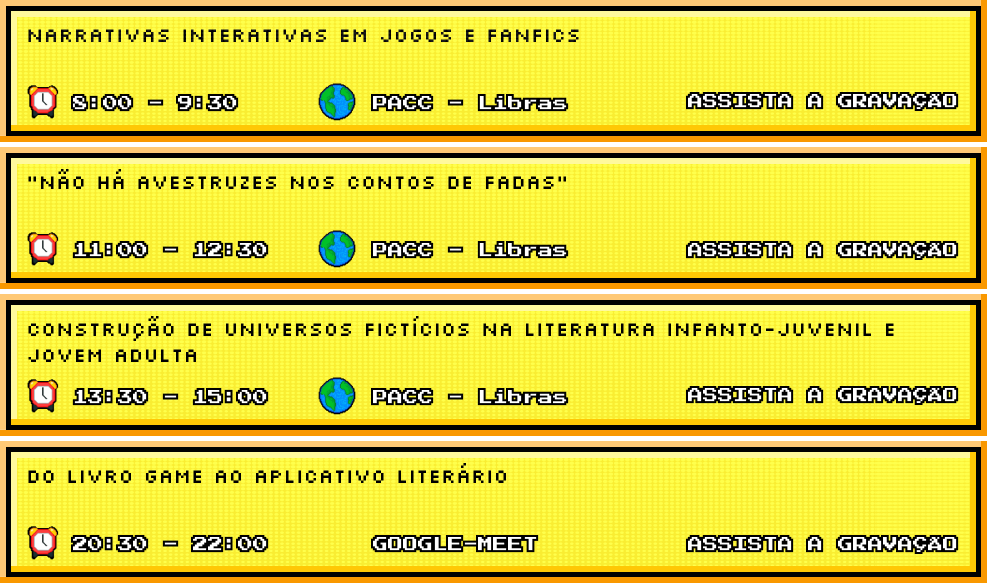 NARRATIVAS INTERATIVAS EM JOGOS E FANFICS
8:00 - 9:30 PACC - Libras ASSISTA A GRAVAÇÃO
"NÃO HÁ AVESTRUZES NOS CONTOS DE FADAS"
11:00 - 12:30 PACC - Libras ASSISTA A GRAVAÇÃO
CONSTRUÇÃO DE UNIVERSOS FICTÍCIOS NA LITERATURA INFANTO-JUVENIL E
JOVEM ADULTA
13:30 - 15:00 PACC - Libras ASSISTA A GRAVAÇÃO
DO LIVRO GAME AO APLICATIVO LITERÁRIO
20:30 - 22:00 GOOGLE-MEET ASSISTA A GRAVAÇÃO